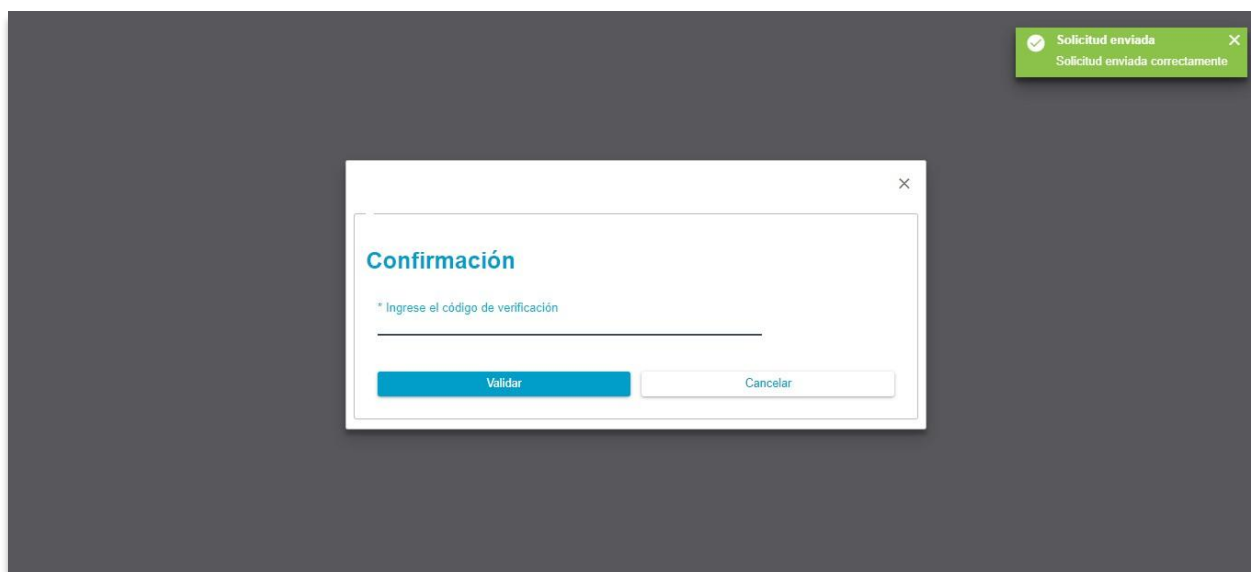 Solicitud enviada
Solicitud enviada correctamente
Confirmación
* Ingrese el código de verificación
Validar
Cancelar